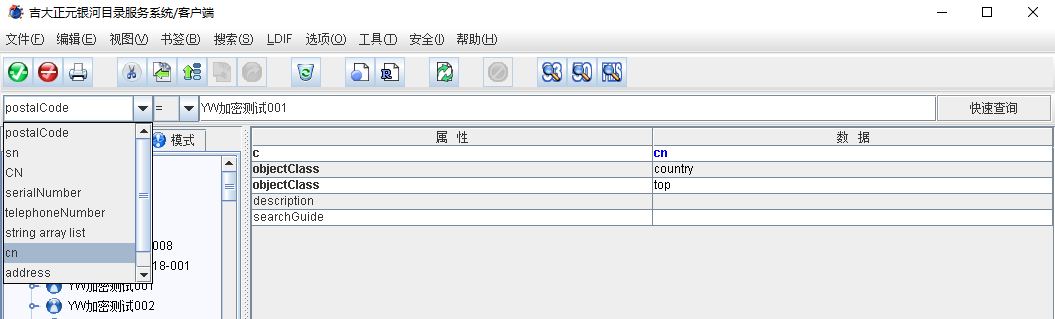 吉大正元银河目录服务系统/客户端
文件(F) 编辑(E) 视图(V) 书签(B) 搜索(S) LDIF 选项(O) 工具(T) 安全(I) 帮助(H)
postalCode = YW加密测试001 快速查询
postalCode
sn
CN
serialNumber
telephoneNumber
string array list
cn
address
模式
008
18-001
YW加密测试001
YW加密测试002
属 性 数 据
c cn
objectClass country
objectClass top
description
searchGuide